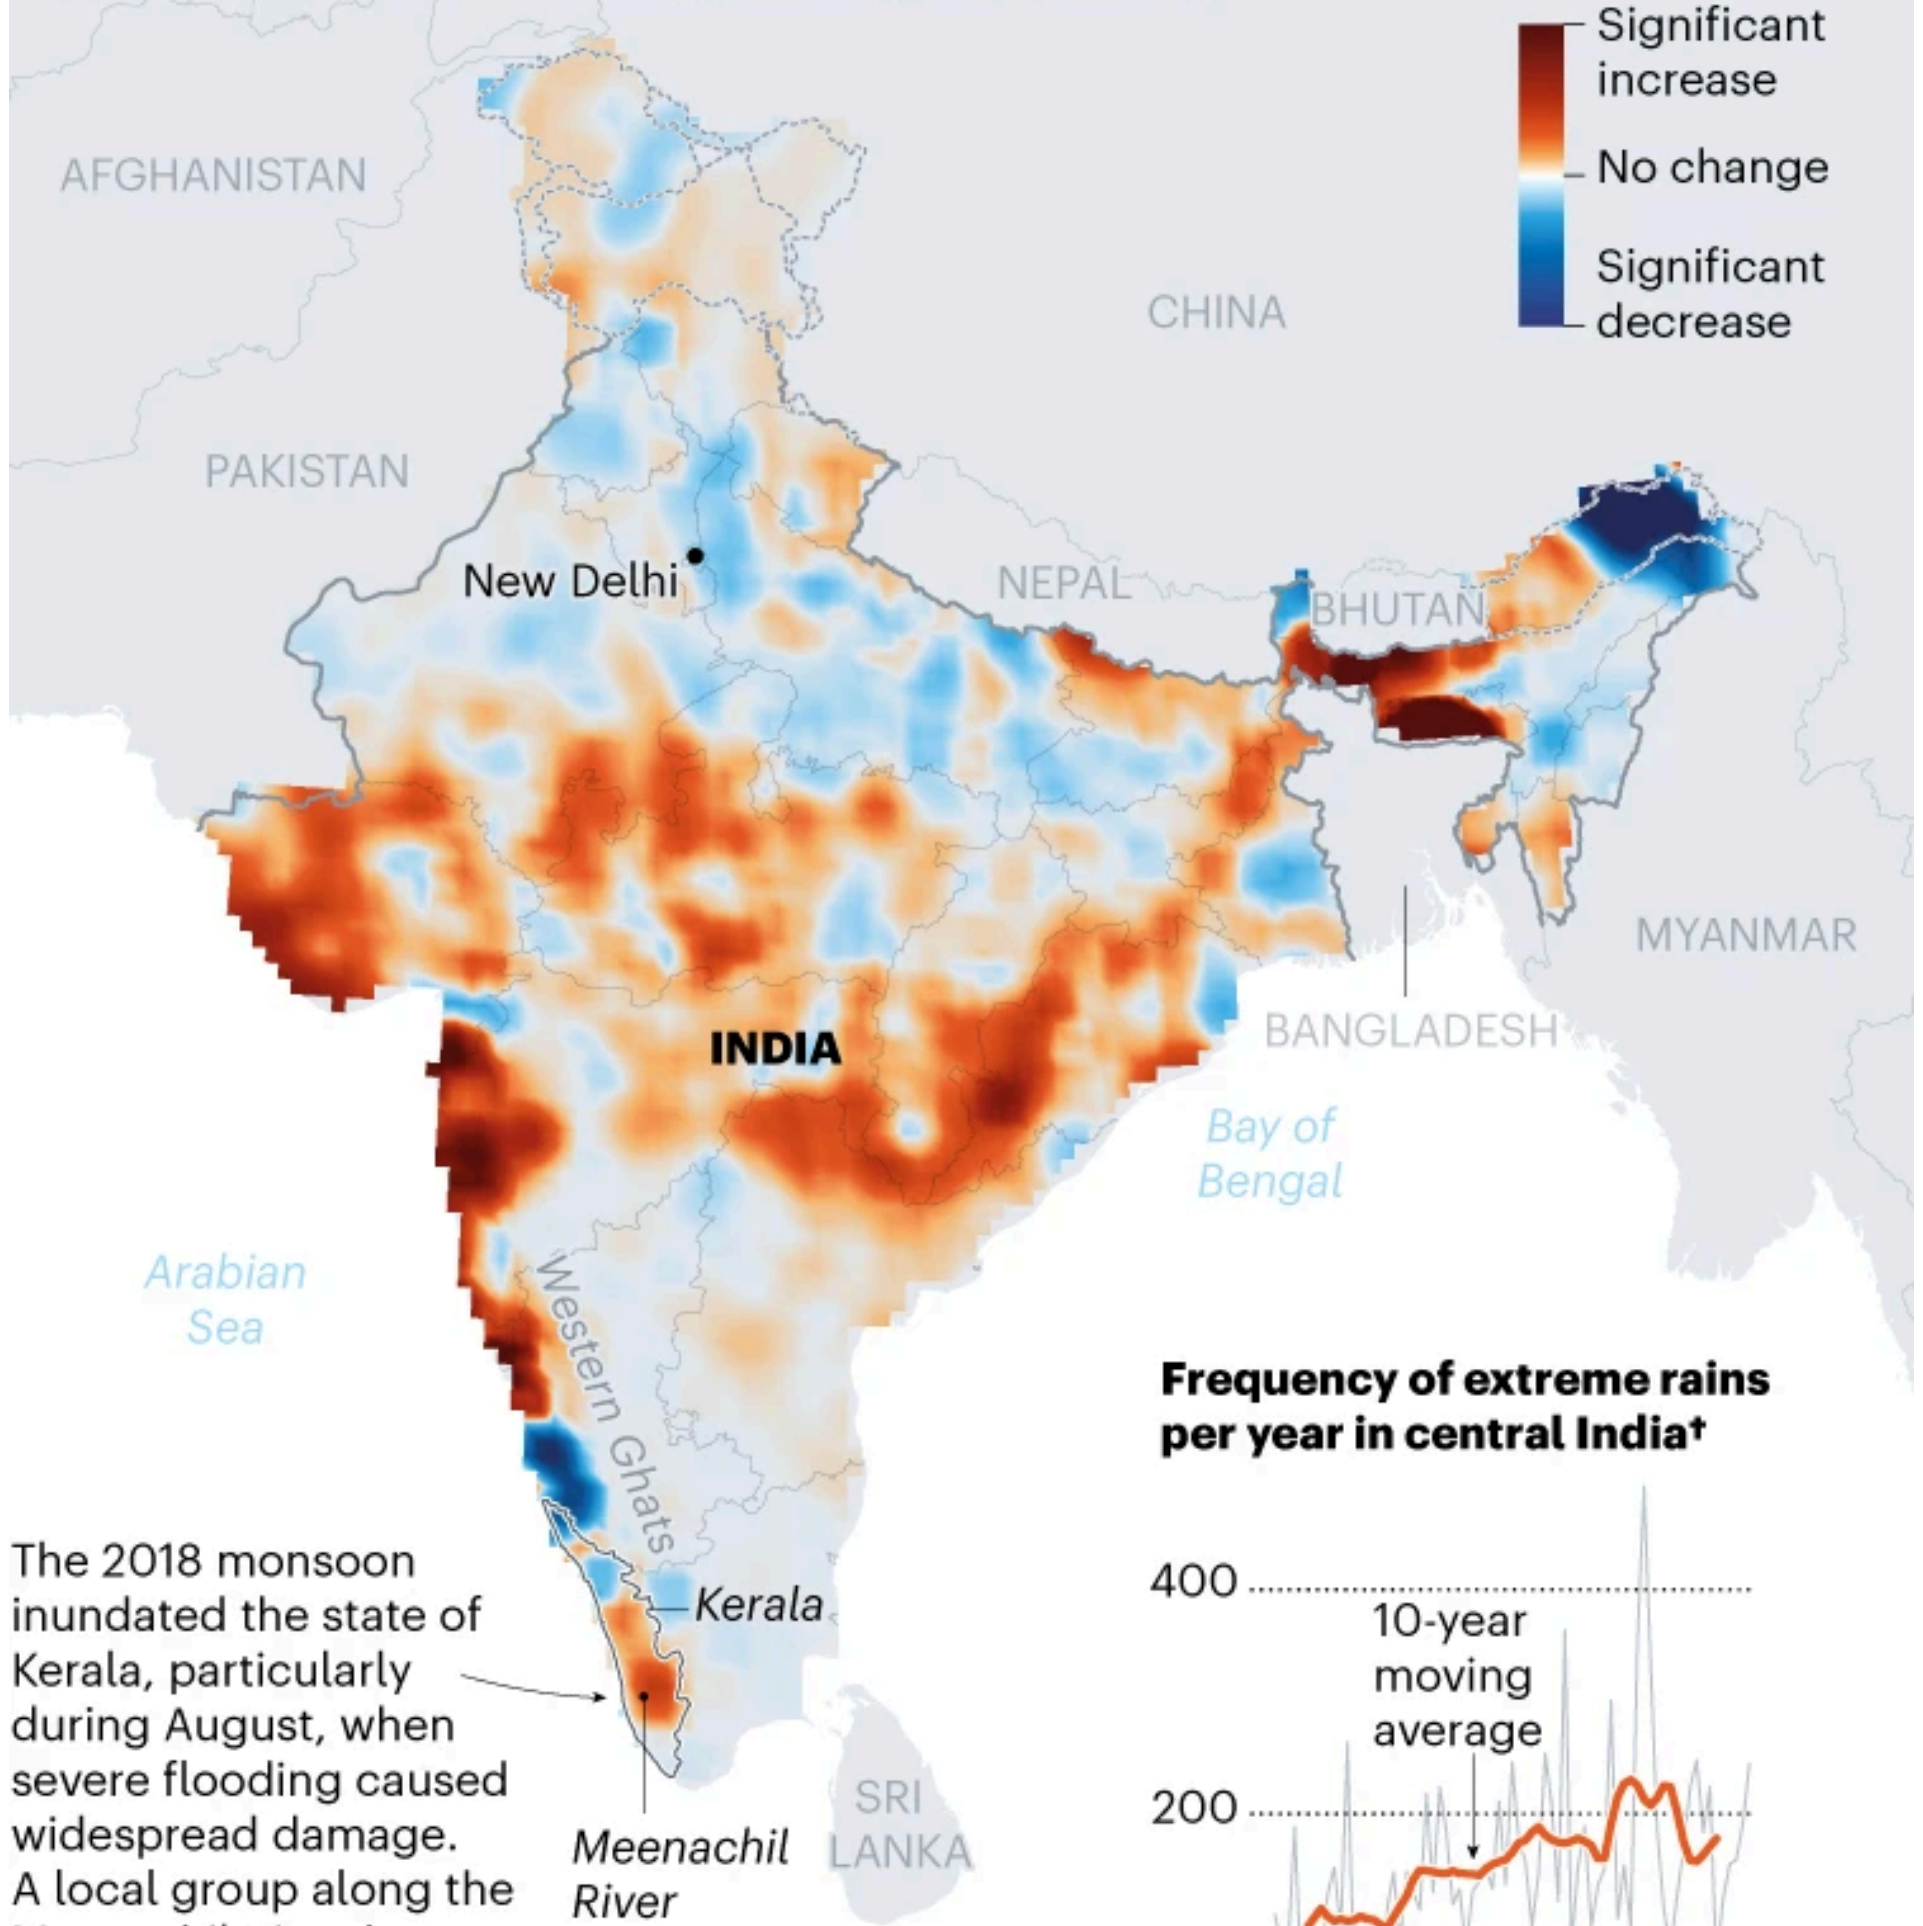 Significant
increase
No change
Significant
decrease
AFGHANISTAN
CHINA
PAKISTAN
New Delhi
NEPAL
BHUTAN
MYANMAR
INDIA
BANGLADESH
Bay of
Bengal
Arabian
Sea
Western Ghats
Frequency of extreme rains
per year in central India†
The 2018 monsoon
inundated the state of
Kerala, particularly
during August, when
severe flooding caused
widespread damage.
A local group along the
Kerala
Meenachil
River
SRI
LANKA
400
10-year
moving
average
200